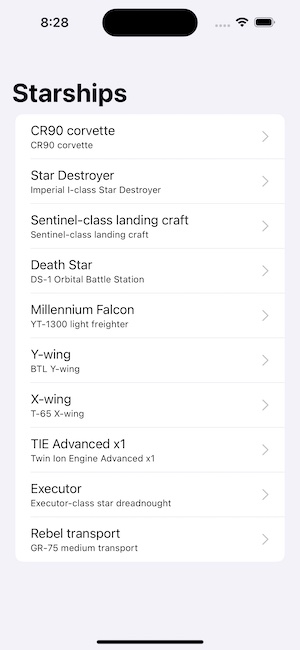 8:28
Starships
CR90 corvette
CR90 corvette
Star Destroyer
Imperial I-class Star Destroyer
Sentinel-class landing craft
Sentinel-class landing craft
Death Star
DS-1 Orbital Battle Station
Millennium Falcon
YT-1300 light freighter
Y-wing
BTL Y-wing
X-wing
T-65 X-wing
TIE Advanced x1
Twin Ion Engine Advanced x1
Executor
Executor-class star dreadnought
Rebel transport
GR-75 medium transport